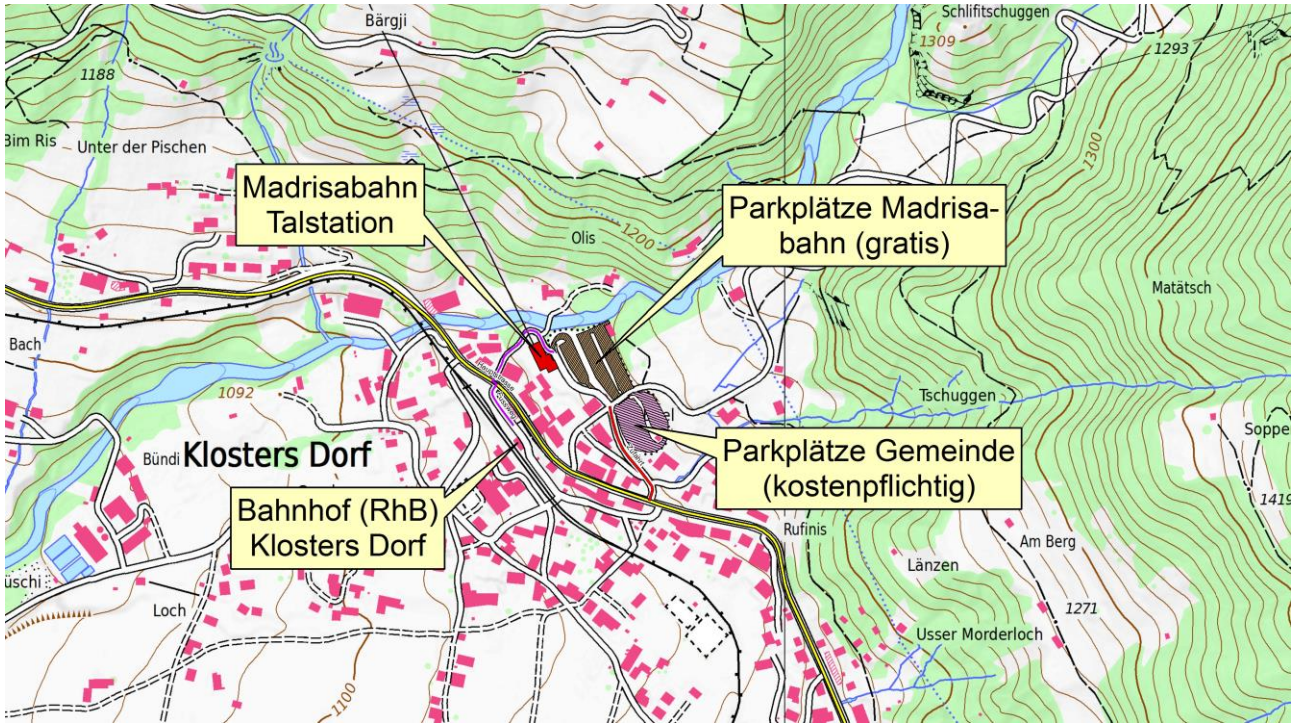 Bärgji
Schlifitschuggen
1309
1293
1188
Bim Ris
Unter der Pischen
1300
Madrisabahn
Talstation
Parkplätze Madrisa-
bahn (gratis)
Olis
1200
Matätsch
Bach
1092
Tschuggen
Klosters Dorf
Bündi
Parkplätze Gemeinde
(kostenpflichtig)
Soppe
1419
Bahnhof (RhB)
Klosters Dorf
Rufinis
Am Berg
Länzen
üschi
Loch
1271
Usser Morderloch
1100